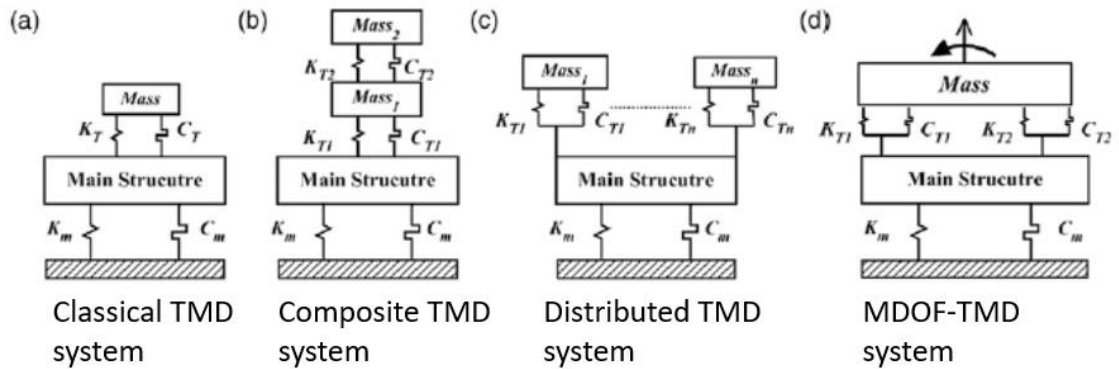 (a)
Mass
K_T
C_T
Main Strucutre
K_m
C_m
Classical TMD
system
(b)
Mass_2
K_T2
C_T2
Mass_1
K_T1
C_T1
Main Strucutre
K_m
C_m
Composite TMD
system
(c)
Mass_1
Mass_n
K_T1
C_T1
K_Tn
C_Tn
Main Strucutre
K_m
C_m
Distributed TMD
system
(d)
Mass
K_T1
C_T1
K_T2
C_T2
Main Strucutre
K_m
C_m
MDOF-TMD
system